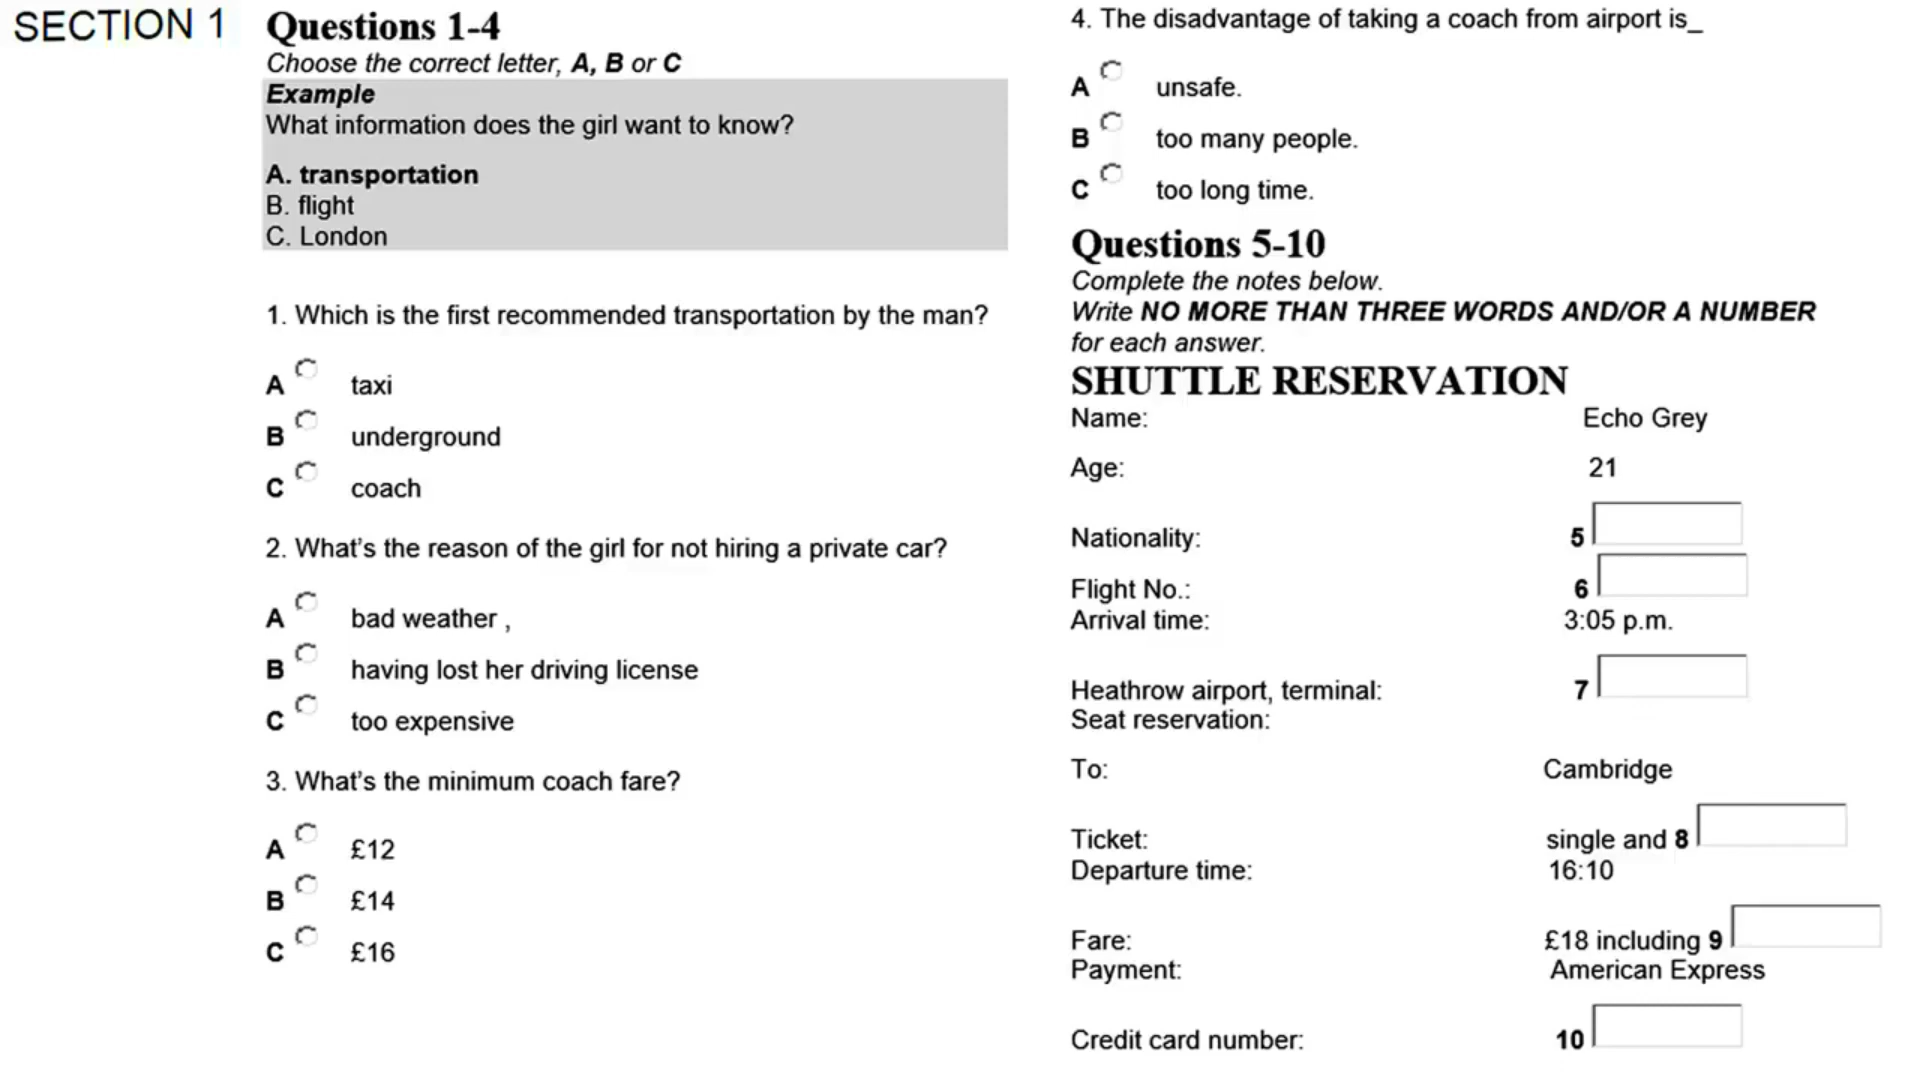 SECTION 1
Questions 1-4
Choose the correct letter, A, B or C
Example
What information does the girl want to know?
A. transportation
B. flight
C. London
1. Which is the first recommended transportation by the man?
A taxi
B underground
C coach
2. What's the reason of the girl for not hiring a private car?
A bad weather ,
B having lost her driving license
C too expensive
3. What's the minimum coach fare?
A £12
B £14
C £16
4. The disadvantage of taking a coach from airport is_
A unsafe.
B too many people.
C too long time.
Questions 5-10
Complete the notes below.
Write NO MORE THAN THREE WORDS AND/OR A NUMBER
for each answer.
SHUTTLE RESERVATION
Name: Echo Grey
Age: 21
Nationality: 5
Flight No.: 6
Arrival time: 3:05 p.m.
Heathrow airport, terminal: 7
Seat reservation:
To: Cambridge
Ticket: single and 8
Departure time: 16:10
Fare: £18 including 9
Payment: American Express
Credit card number: 10